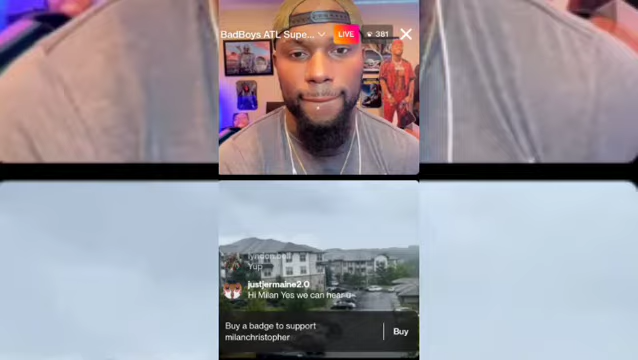 BadBoys ATL Supe...
LIVE
381
Yup
justjermaine2.0
Hi Milan Yes we can hear u
Buy a badge to support
milanchristopher
Buy